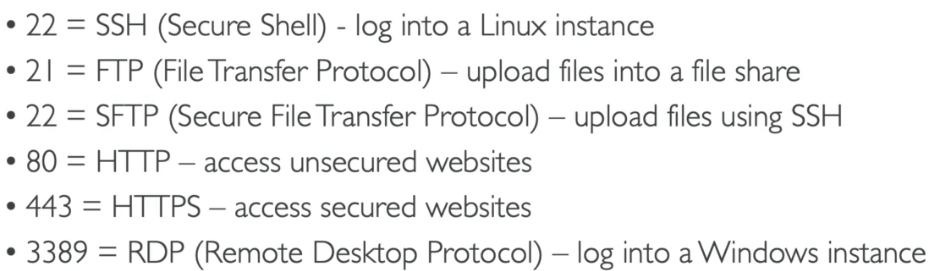 • 22 = SSH (Secure Shell) - log into a Linux instance
• 21 = FTP (File Transfer Protocol) – upload files into a file share
• 22 = SFTP (Secure File Transfer Protocol) – upload files using SSH
• 80 = HTTP – access unsecured websites
• 443 = HTTPS – access secured websites
• 3389 = RDP (Remote Desktop Protocol) – log into a Windows instance